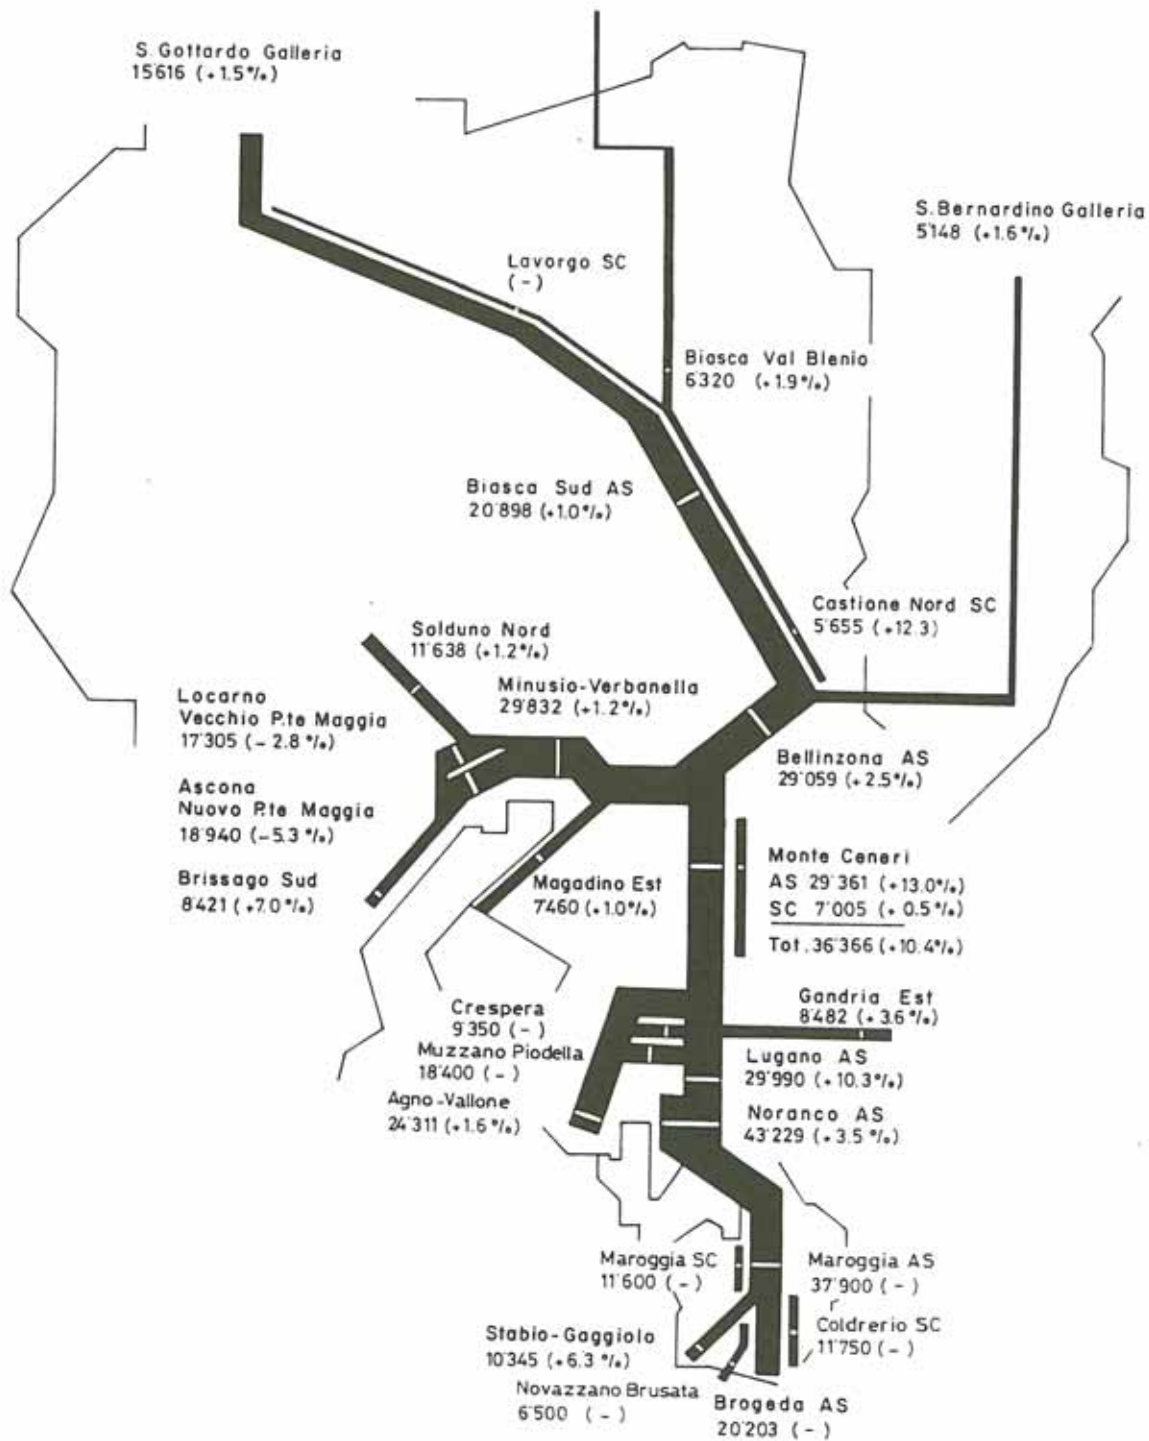 S. Gottardo Galleria
15'616 (+1.5%)
S. Bernardino Galleria
5'148 (+1.6%)
Lavorgo SC
(-)
Biasca Val Blenio
6'320 (+1.9%)
Biasca Sud AS
20'898 (+1.0%)
Castione Nord SC
5'655 (+12.3)
Solduno Nord
11'638 (+1.2%)
Minusio-Verbanella
29'832 (+1.2%)
Locarno
Vecchio P.te Maggia
17'305 (-2.8%)
Bellinzona AS
29'059 (+2.5%)
Ascona
Nuovo P.te Maggia
18'940 (-5.3%)
Brissago Sud
8'421 (+7.0%)
Magadino Est
7'460 (+1.0%)
Monte Ceneri
AS 29'361 (+13.0%)
SC 7'005 (+0.5%)
Tot. 36'366 (+10.4%)
Crespera
9'350 (-)
Gandria Est
8'482 (+3.6%)
Muzzano Piodella
18'400 (-)
Lugano AS
29'990 (+10.3%)
Agno-Vallone
24'311 (+1.6%)
Noranco AS
43'229 (+3.5%)
Maroggia SC
11'600 (-)
Maroggia AS
37'900 (-)
Coldrerio SC
11'750 (-)
Stabio-Gaggiolo
10'345 (+6.3%)
Novazzano Brusata
6'500 (-)
Brogeda AS
20'203 (-)